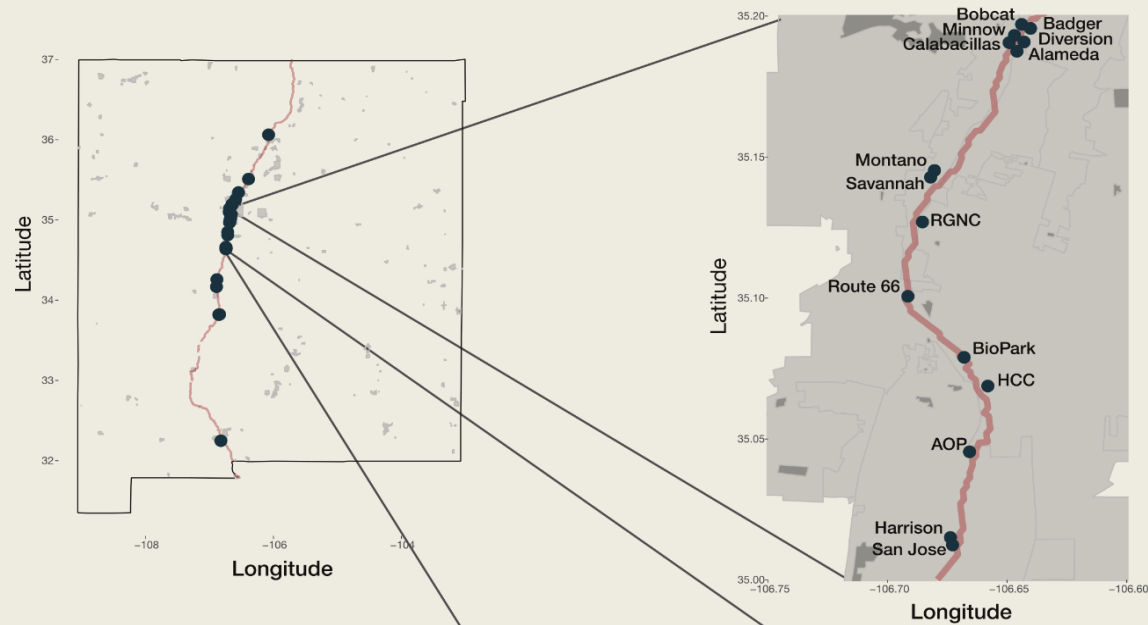 37-
36-
35-
34-
33-
32-
Latitude
-108
-106
-104
Longitude
35.20-
35.15-
35.10-
35.05-
35.00-
Latitude
Bobcat
Minnow
Calabacillas
Badger
Diversion
Alameda
Montano
Savannah
RGNC
Route 66
BioPark
HCC
AOP
Harrison
San Jose
-106.75
-106.70
-106.65
-106.60
Longitude